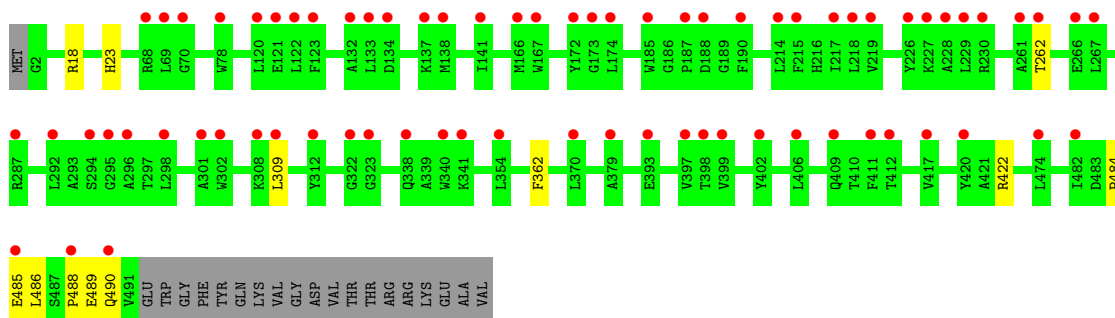 MET G2 R18 H23 R68 L69 G70 W78 L120 E121 L122 F123 A132 L133 D134 K137 M138 I141 M166 W167 Y172 G173 L174 W185 G186 P187 D188 G189 F190 L214 F215 H216 I217 L218 V219 Y226 K227 A228 L229 R230 A261 T262 E266 L267
R287 L292 A293 S294 G295 A296 T297 L298 A301 W302 K308 L309 Y312 G322 G323 Q338 A339 W340 K341 L354 F362 L370 A379 E393 V397 T398 V399 Y402 L406 Q409 T410 F411 T412 V417 Y420 A421 R422 L474 I482 D483 R484
E485 L486 S487 P488 E489 Q490 V491 GLU TRP GLY PHE TYR GLN LYS VAL GLY ASP VAL THR THR ARG ARG LYS GLU ALA VAL